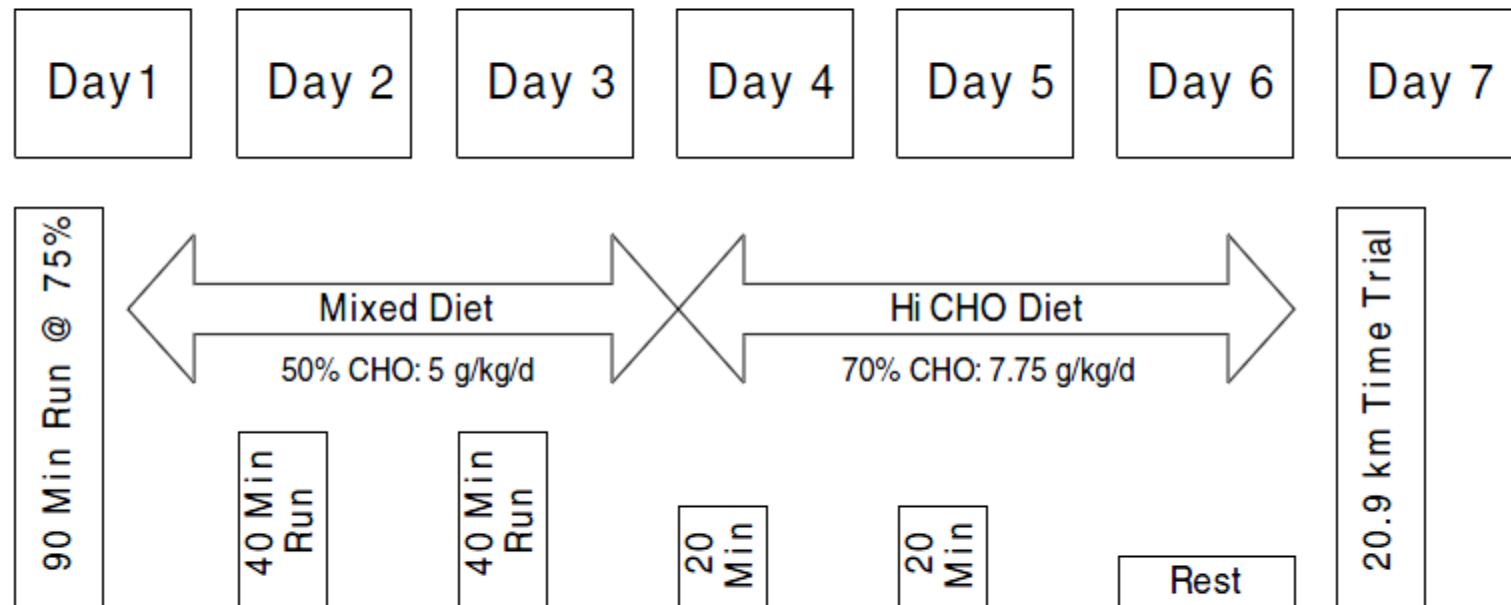 Day1
Day 2
Day 3
Day 4
Day 5
Day 6
Day 7
90 Min Run @ 75%
Mixed Diet
50% CHO: 5 g/kg/d
Hi CHO Diet
70% CHO: 7.75 g/kg/d
40 Min
Run
40 Min
Run
20
Min
20
Min
Rest
20.9 km Time Trial